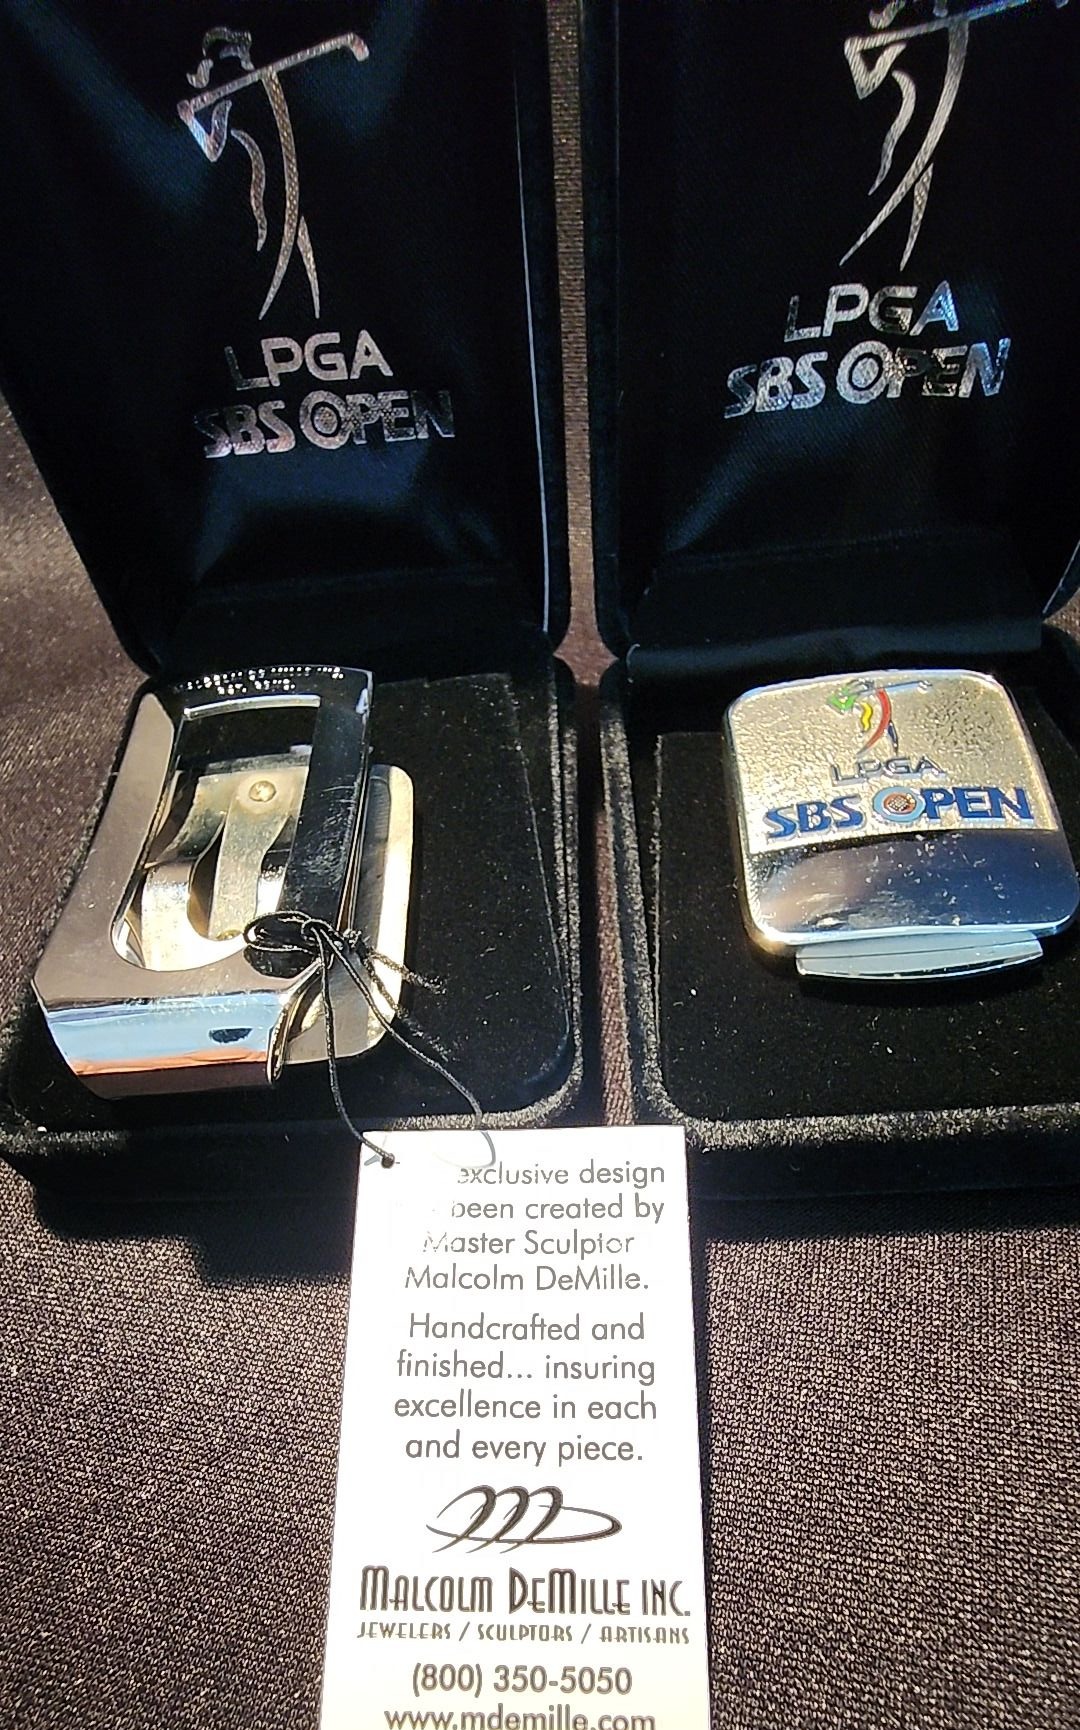 LPGA
SBS OPEN
LPGA
SBS OPEN
LPGA
SBS OPEN
exclusive design
been created by
Master Sculptor
Malcolm DeMille.
Handcrafted and
finished... insuring
excellence in each
and every piece.
MALCOLM DEMILLE INC.
JEWELERS / SCULPTORS / ARTISANS
(800) 350-5050
www.mdemille.com